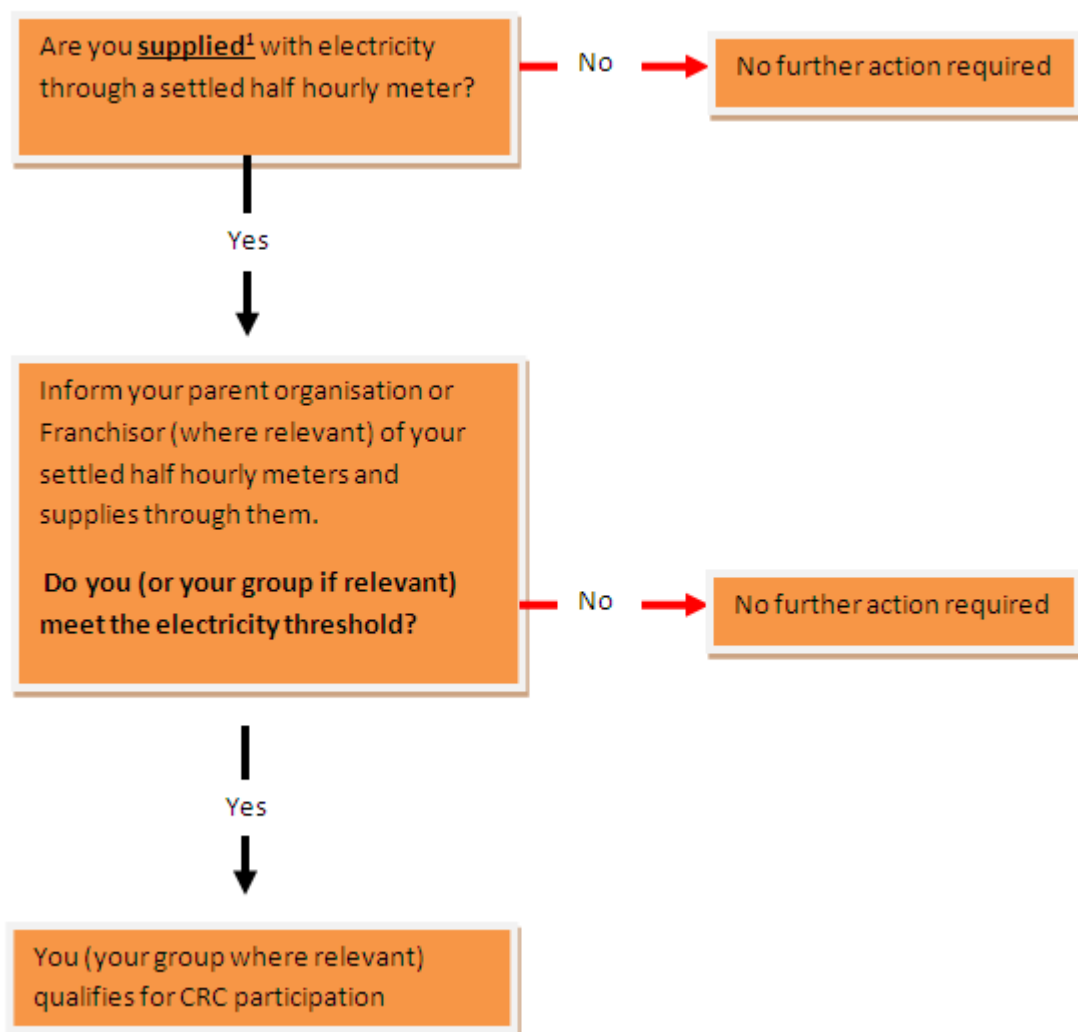 Are you supplied¹ with electricity
through a settled half hourly meter?
No
No further action required
Yes
Inform your parent organisation or
Franchisor (where relevant) of your
settled half hourly meters and
supplies through them.
Do you (or your group if relevant)
meet the electricity threshold?
No
No further action required
Yes
You (your group where relevant)
qualifies for CRC participation